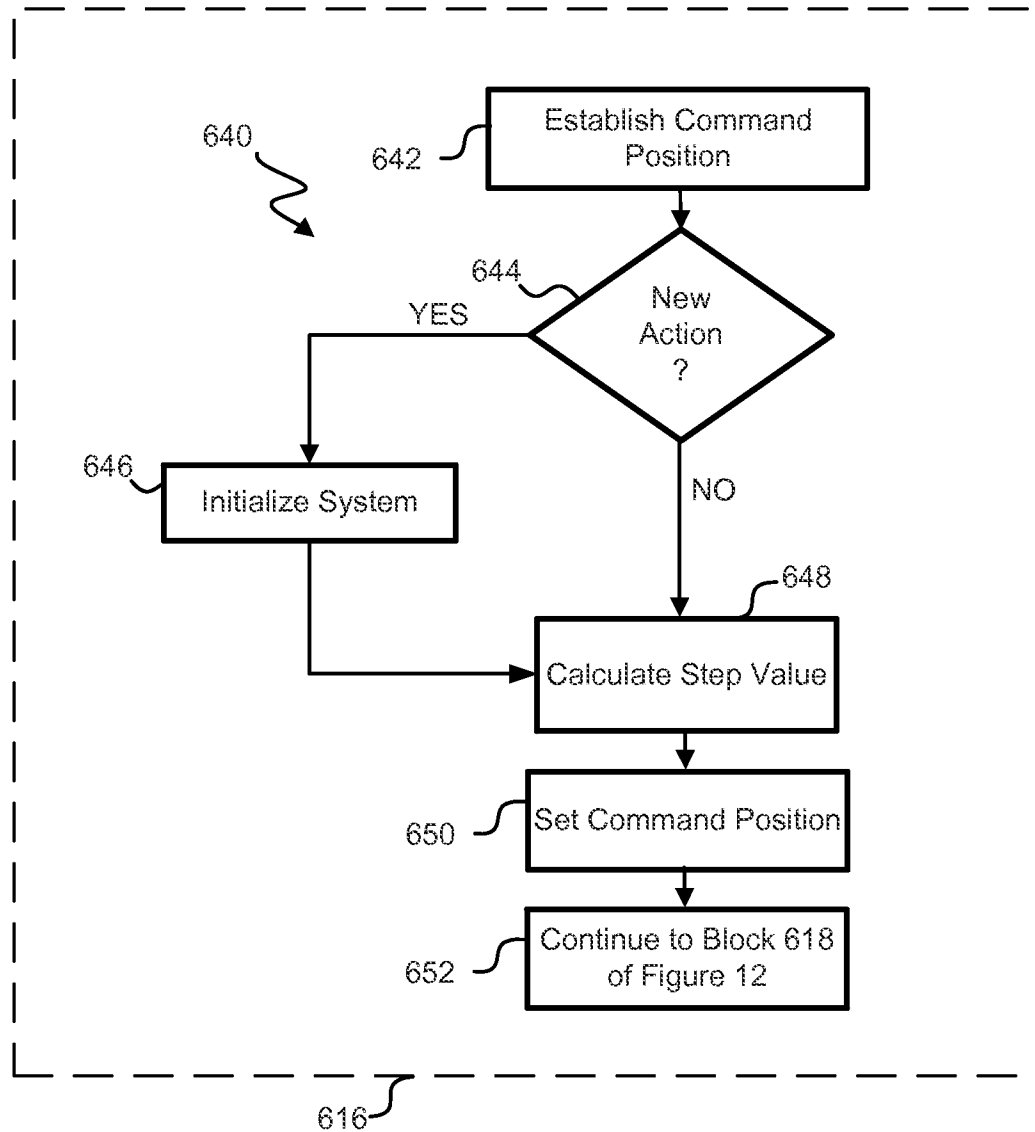 640
642
Establish Command
Position
644
New
Action
?
YES
NO
646
Initialize System
648
Calculate Step Value
650
Set Command Position
652
Continue to Block 618
of Figure 12
616